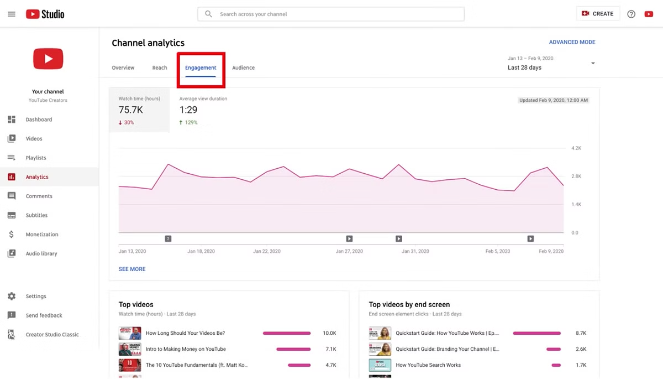 Studio
Search across your channel
CREATE
Channel analytics
ADVANCED MODE
Overview
Reach
Engagement
Audience
Jan 13 – Feb 9, 2020
Last 28 days
Your channel
YouTube Creators
Dashboard
Videos
Playlists
Analytics
Comments
Subtitles
Monetization
Audio library
Settings
Send feedback
Creator Studio Classic
Watch time (hours)
75.7K
30%
Average view duration
1:29
129%
Updated Feb 9, 2020, 12:00 AM
4.2K
2.8K
1.4K
0.0
Jan 13, 2020
Jan 18, 2020
Jan 22, 2020
Jan 27, 2020
Jan 31, 2020
Feb 5, 2020
Feb 9, 2020
SEE MORE
Top videos
Watch time (hours) · Last 28 days
How Long Should Your Videos Be?
10.0K
Intro to Making Money on YouTube
7.1K
The 10 YouTube Fundamentals (ft. Matt Ko...
4.7K
Top videos by end screen
End screen element clicks · Last 28 days
Quickstart Guide: How YouTube Works | Ep...
8.7K
Quickstart Guide: Branding Your Channel | E...
2.6K
How YouTube Search Works
1.7K